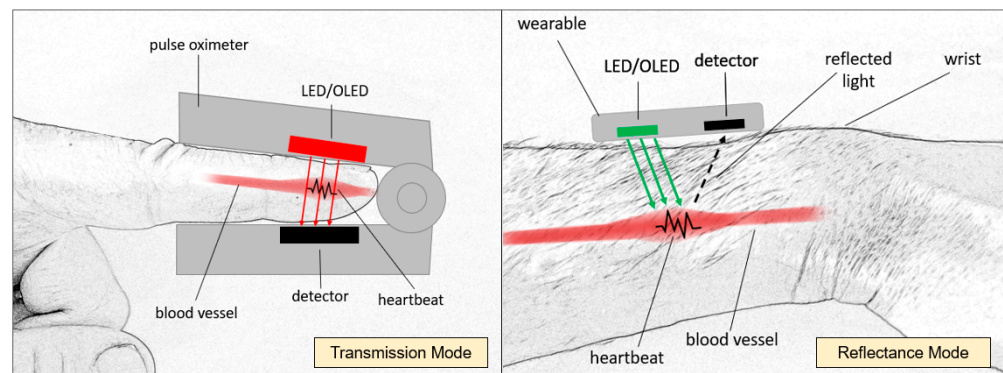 pulse oximeter
LED/OLED
detector
heartbeat
blood vessel
Transmission Mode
wearable
LED/OLED
detector
reflected
light
wrist
heartbeat
blood vessel
Reflectance Mode